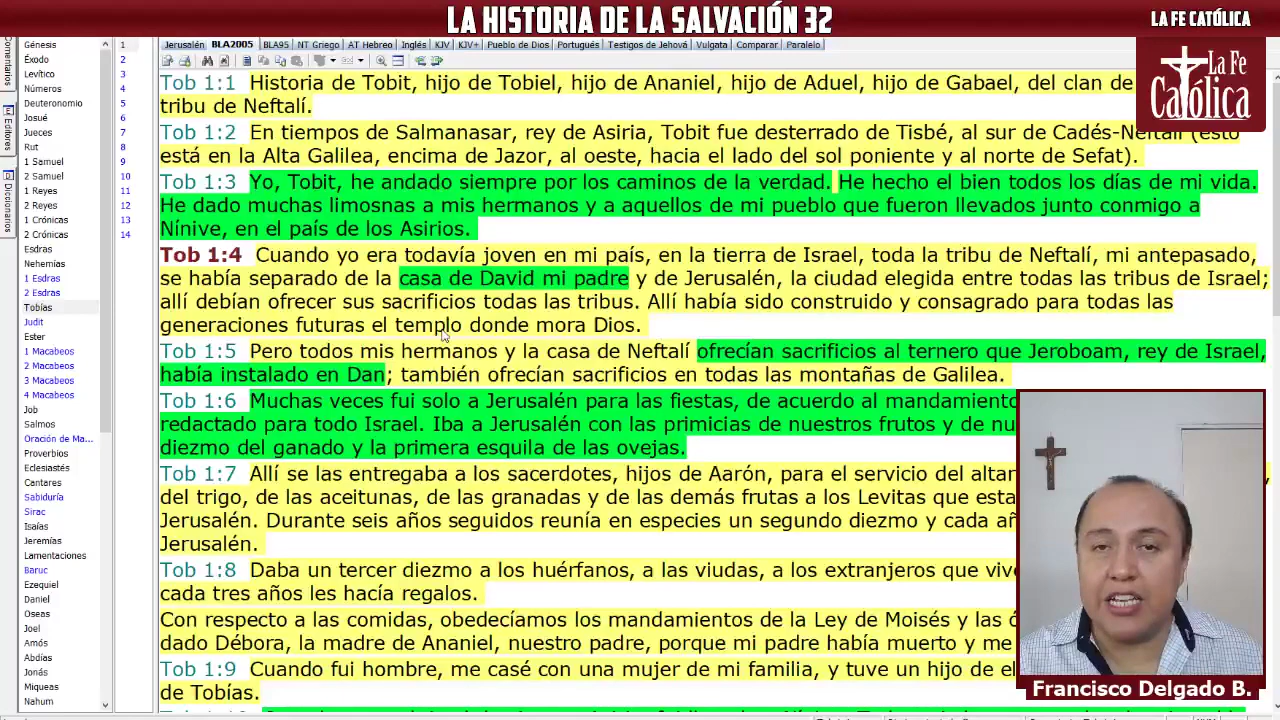 LA HISTORIA DE LA SALVACIÓN 32
LA FE CATÓLICA
La Fe
Católica
Comentarios
Editores
Diccionarios
Génesis
Éxodo
Levítico
Números
Deuteronomio
Josué
Jueces
Rut
1 Samuel
2 Samuel
1 Reyes
2 Reyes
1 Crónicas
2 Crónicas
Esdras
Nehemías
1 Esdras
2 Esdras
Tobías
Judit
Ester
1 Macabeos
2 Macabeos
3 Macabeos
4 Macabeos
Job
Salmos
Oración de Ma...
Proverbios
Eclesiastés
Cantares
Sabiduría
Sirac
Isaías
Jeremías
Lamentaciones
Baruc
Ezequiel
Daniel
Oseas
Joel
Amós
Abdías
Jonás
Miqueas
Nahum
1
2
3
4
5
6
7
8
9
10
11
12
13
14
Jerusalén BLA2005 BLA95 NT Griego AT Hebreo Inglés KJV KJV+ Pueblo de Dios Portugués Testigos de Jehová Vulgata Comparar Paralelo
Tob 1:1 Historia de Tobit, hijo de Tobiel, hijo de Ananiel, hijo de Aduel, hijo de Gabael, del clan de
tribu de Neftalí.
Tob 1:2 En tiempos de Salmanasar, rey de Asiria, Tobit fue desterrado de Tisbé, al sur de Cadés-Neftalí (esto
está en la Alta Galilea, encima de Jazor, al oeste, hacia el lado del sol poniente y al norte de Sefat).
Tob 1:3 Yo, Tobit, he andado siempre por los caminos de la verdad. He hecho el bien todos los días de mi vida.
He dado muchas limosnas a mis hermanos y a aquellos de mi pueblo que fueron llevados junto conmigo a
Nínive, en el país de los Asirios.
Tob 1:4 Cuando yo era todavía joven en mi país, en la tierra de Israel, toda la tribu de Neftalí, mi antepasado,
se había separado de la casa de David mi padre y de Jerusalén, la ciudad elegida entre todas las tribus de Israel;
allí debían ofrecer sus sacrificios todas las tribus. Allí había sido construido y consagrado para todas las
generaciones futuras el templo donde mora Dios.
Tob 1:5 Pero todos mis hermanos y la casa de Neftalí ofrecían sacrificios al ternero que Jeroboam, rey de Israel,
había instalado en Dan; también ofrecían sacrificios en todas las montañas de Galilea.
Tob 1:6 Muchas veces fui solo a Jerusalén para las fiestas, de acuerdo al mandamiento
redactado para todo Israel. Iba a Jerusalén con las primicias de nuestros frutos y de nu
diezmo del ganado y la primera esquila de las ovejas.
Tob 1:7 Allí se las entregaba a los sacerdotes, hijos de Aarón, para el servicio del altar
del trigo, de las aceitunas, de las granadas y de las demás frutas a los Levitas que esta
Jerusalén. Durante seis años seguidos reunía en especies un segundo diezmo y cada añ
Jerusalén.
Tob 1:8 Daba un tercer diezmo a los huérfanos, a las viudas, a los extranjeros que viv
cada tres años les hacía regalos.
Con respecto a las comidas, obedecíamos los mandamientos de la Ley de Moisés y las
dado Débora, la madre de Ananiel, nuestro padre, porque mi padre había muerto y me
Tob 1:9 Cuando fui hombre, me casé con una mujer de mi familia, y tuve un hijo de el
de Tobías.
Francisco Delgado B.